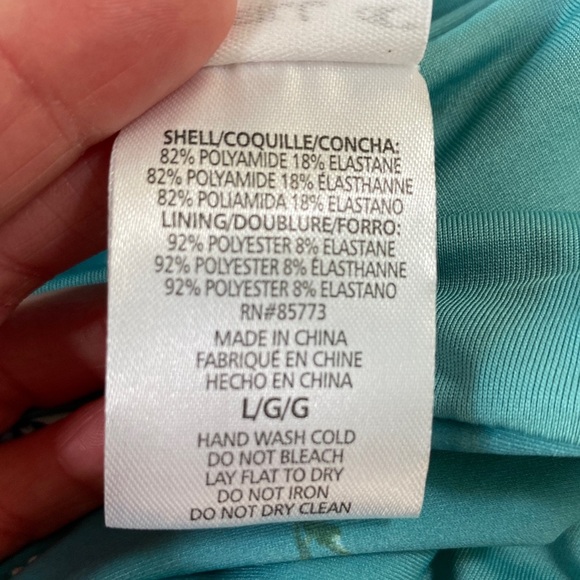 SHELL/COQUILLE/CONCHA:
82% POLYAMIDE 18% ELASTANE
82% POLYAMIDE 18% ÉLASTHANNE
82% POLIAMIDA 18% ELASTANO
LINING/DOUBLURE/FORRO:
92% POLYESTER 8% ELASTANE
92% POLYESTER 8% ÉLASTHANNE
92% POLYESTER 8% ELASTANO
RN#85773
MADE IN CHINA
FABRIQUÉ EN CHINE
HECHO EN CHINA
L/G/G
HAND WASH COLD
DO NOT BLEACH
LAY FLAT TO DRY
DO NOT IRON
DO NOT DRY CLEAN